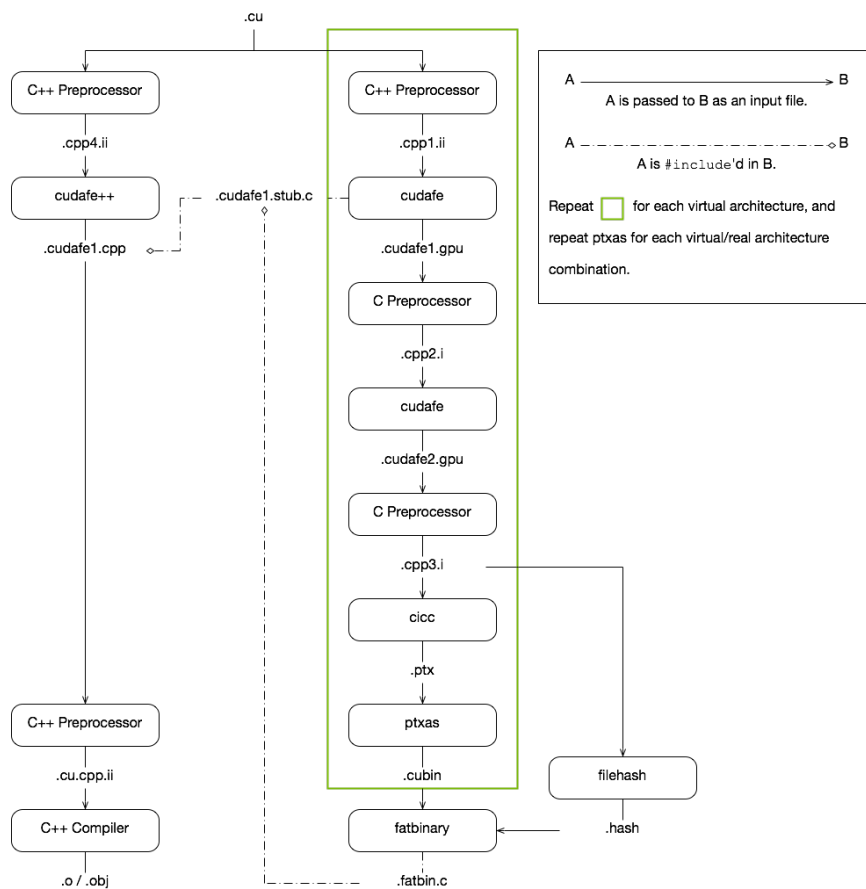 .cu
C++ Preprocessor
C++ Preprocessor
.cpp4.ii
.cpp1.ii
cudafe++
.cudafe1.stub.c
cudafe
.cudafe1.cpp
.cudafe1.gpu
C Preprocessor
.cpp2.i
cudafe
.cudafe2.gpu
C Preprocessor
.cpp3.i
cicc
.ptx
C++ Preprocessor
ptxas
.cu.cpp.ii
.cubin
filehash
C++ Compiler
fatbinary
.hash
.o / .obj
.fatbin.c
A
B
A is passed to B as an input file.
A
B
A is #include'd in B.
Repeat for each virtual architecture, and
repeat ptxas for each virtual/real architecture
combination.